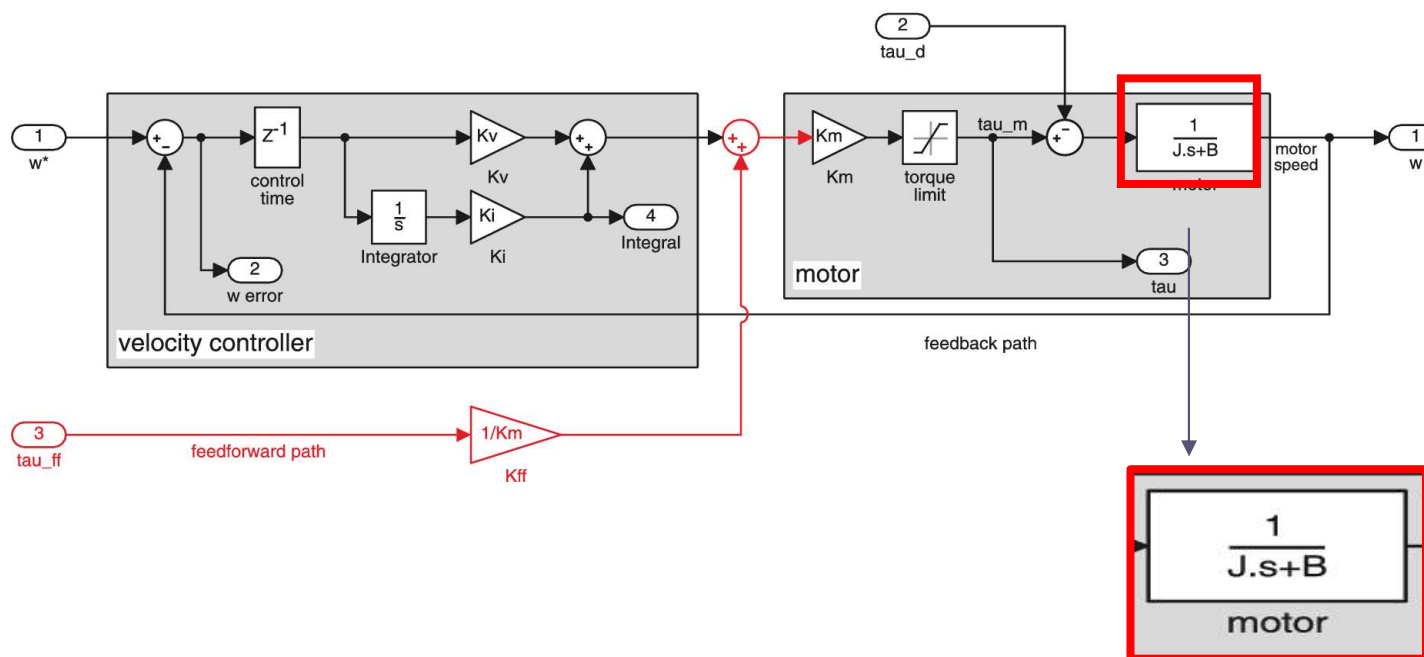 2
tau_d
1
w*
+
-
Z-1
control
time
Kv
Kv
+
+
1
s
Integrator
Ki
Ki
4
Integral
2
w error
velocity controller
+
+
Km
Km
torque
limit
tau_m
+
-
1
J.s+B
motor
motor
speed
1
w
3
tau
motor
feedback path
3
tau_ff
feedforward path
1/Km
Kff
1
J.s+B
motor